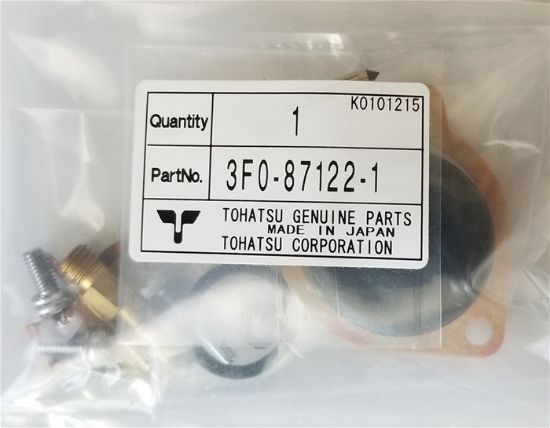 K0101215
Quantity 1
PartNo. 3F0-87122-1
TOHATSU GENUINE PARTS
MADE IN JAPAN
TOHATSU CORPORATION